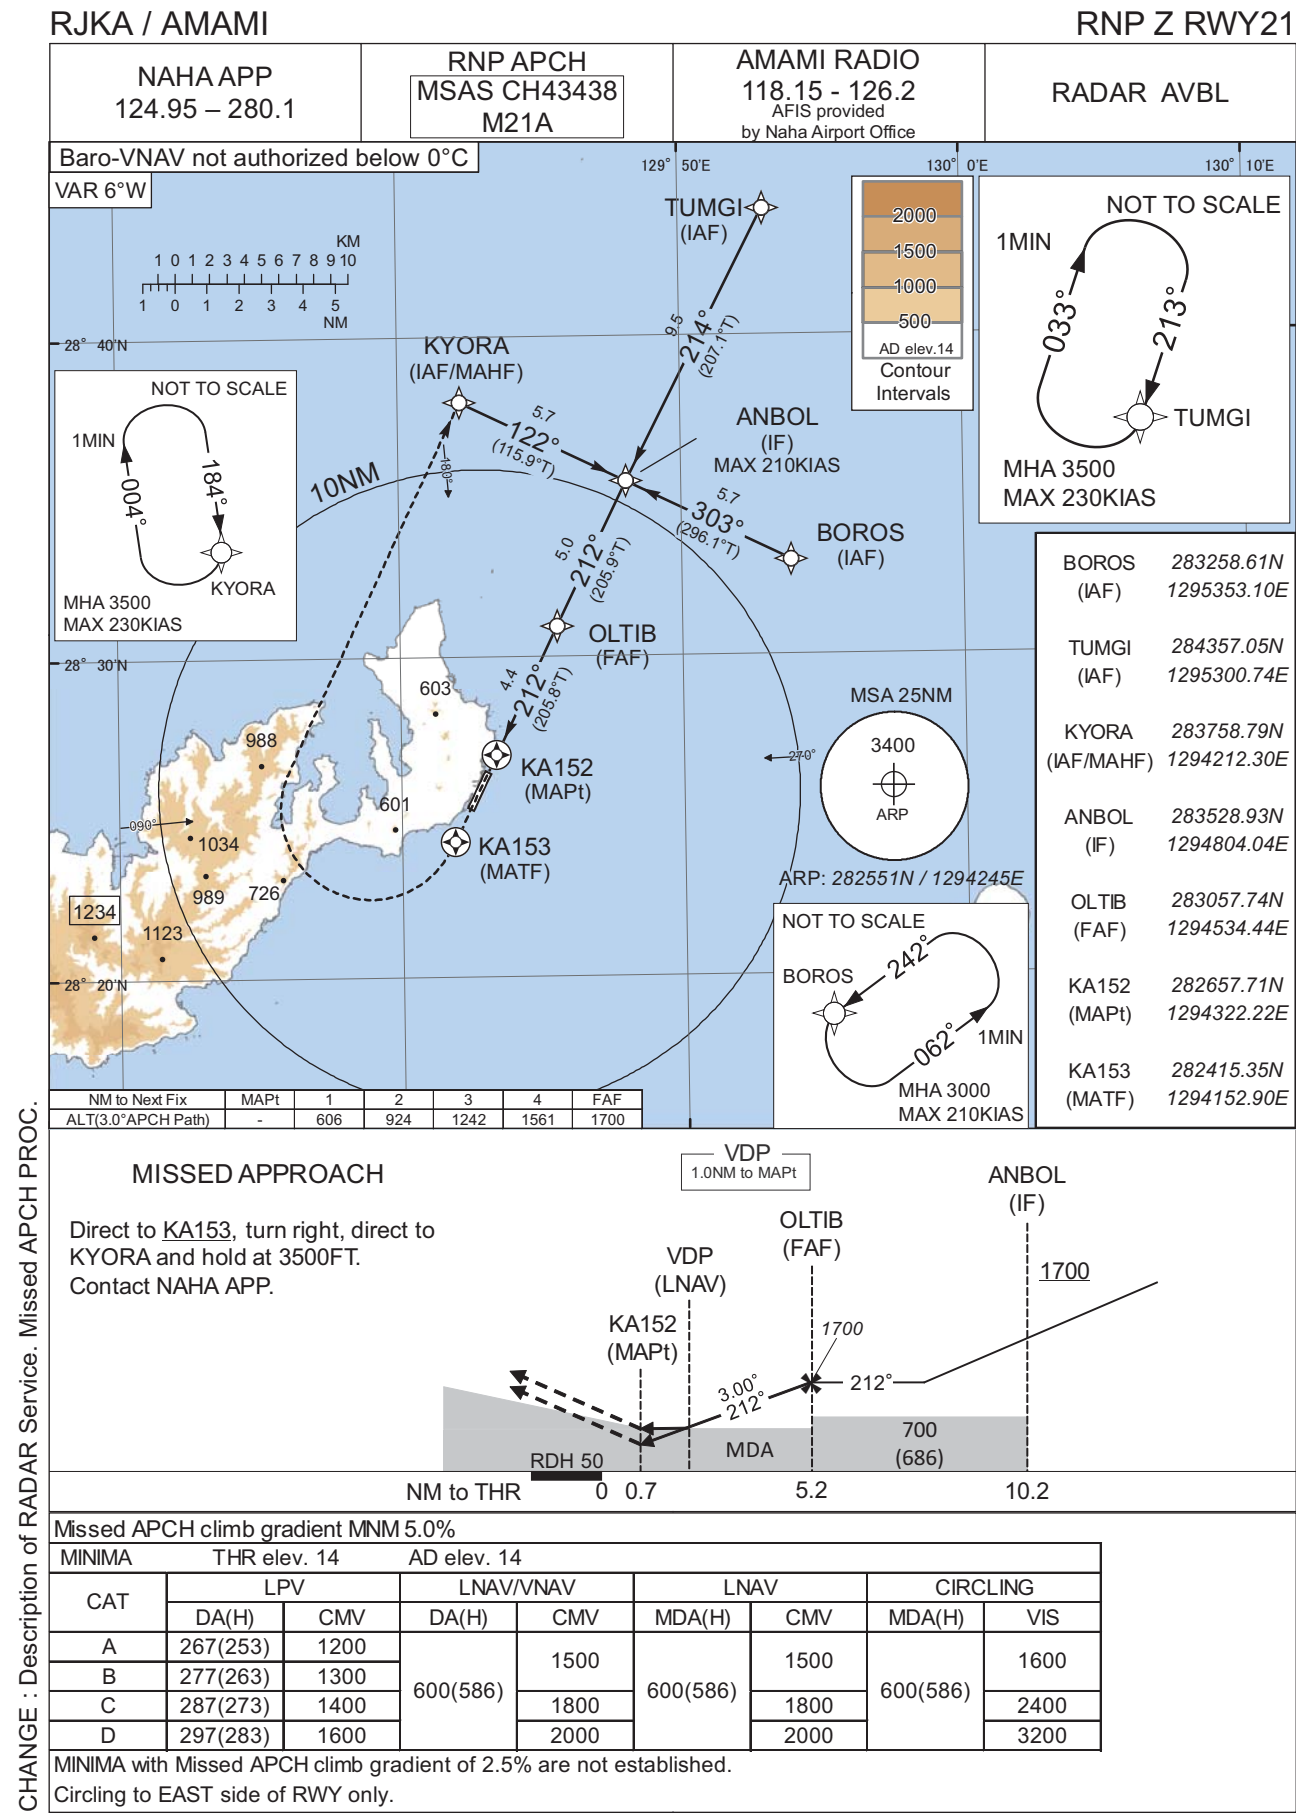 RJKA / AMAMI
RNP Z RWY21
NAHA APP
124.95 – 280.1
RNP APCH
MSAS CH43438
M21A
AMAMI RADIO
118.15 - 126.2
AFIS provided
by Naha Airport Office
RADAR AVBL
Baro-VNAV not authorized below 0°C
VAR 6°W
129° 50'E
130° 0'E
130° 10'E
KM
1 0 1 2 3 4 5 6 7 8 9 10
1 0 1 2 3 4 5
NM
TUMGI
(IAF)
2000
1500
1000
500
AD elev.14
Contour
Intervals
NOT TO SCALE
1MIN
033°
213°
TUMGI
MHA 3500
MAX 230KIAS
28° 40'N
9.5
214°
(207.1°T)
KYORA
(IAF/MAHF)
5.7
122°
(115.9°T)
180°
ANBOL
(IF)
MAX 210KIAS
5.7
303°
(296.1°T)
BOROS
(IAF)
NOT TO SCALE
1MIN
004°
184°
KYORA
MHA 3500
MAX 230KIAS
10NM
5.0
212°
(205.9°T)
OLTIB
(FAF)
28° 30'N
4.4
212°
(205.8°T)
603
988
601
KA152
(MAPt)
KA153
(MATF)
090°
1034
989
726
1234
1123
28° 20'N
MSA 25NM
270°
3400
ARP
ARP: 282551N / 1294245E
NOT TO SCALE
BOROS
242°
062°
1MIN
MHA 3000
MAX 210KIAS
BOROS 283258.61N
(IAF) 1295353.10E
TUMGI 284357.05N
(IAF) 1295300.74E
KYORA 283758.79N
(IAF/MAHF) 1294212.30E
ANBOL 283528.93N
(IF) 1294804.04E
OLTIB 283057.74N
(FAF) 1294534.44E
KA152 282657.71N
(MAPt) 1294322.22E
KA153 282415.35N
(MATF) 1294152.90E
NM to Next Fix MAPt 1 2 3 4 FAF
ALT(3.0°APCH Path) - 606 924 1242 1561 1700
MISSED APPROACH
Direct to KA153, turn right, direct to
KYORA and hold at 3500FT.
Contact NAHA APP.
VDP
1.0NM to MAPt
ANBOL
(IF)
OLTIB
(FAF)
VDP
(LNAV)
KA152
(MAPt)
1700
1700
3.00°
212°
212°
MDA
700
(686)
RDH 50
NM to THR 0 0.7 5.2 10.2
Missed APCH climb gradient MNM 5.0%
MINIMA THR elev. 14 AD elev. 14
CAT LPV LNAV/VNAV LNAV CIRCLING
DA(H) CMV DA(H) CMV MDA(H) CMV MDA(H) VIS
A 267(253) 1200 600(586) 1500 600(586) 1500 600(586) 1600
B 277(263) 1300
C 287(273) 1400 1800 1800 2400
D 297(283) 1600 2000 2000 3200
MINIMA with Missed APCH climb gradient of 2.5% are not established.
Circling to EAST side of RWY only.
CHANGE : Description of RADAR Service. Missed APCH PROC.